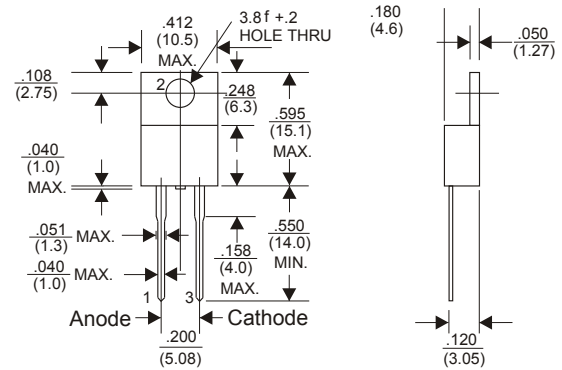 .412
(10.5)
MAX.
3.8 f +.2
HOLE THRU
.180
(4.6)
.050
(1.27)
.108
(2.75)
2
.248
(6.3)
.595
(15.1)
MAX.
.040
(1.0)
MAX.
.051
(1.3)
MAX.
.040
(1.0)
MAX.
.158
(4.0)
MAX.
.550
(14.0)
MIN.
1
3
Anode
Cathode
.200
(5.08)
.120
(3.05)